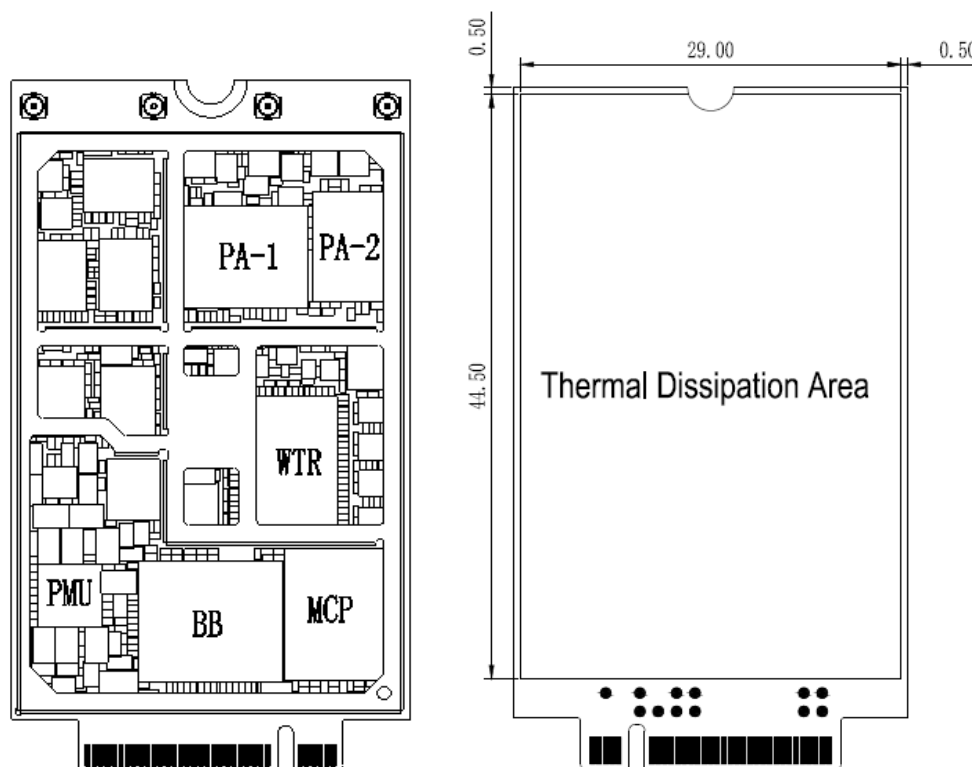 0.50
29.00
0.50
PA-1
PA-2
44.50
Thermal Dissipation Area
WTR
PMU
BB
MCP